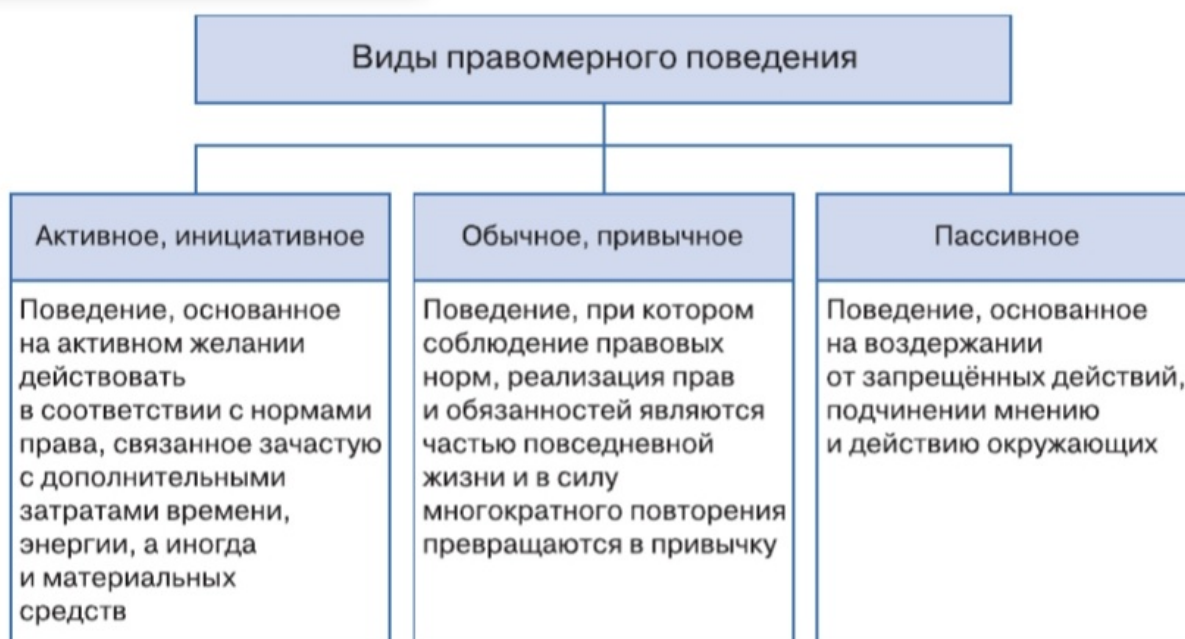 Виды правомерного поведения
Активное, инициативное
Поведение, основанное
на активном желании
действовать
в соответствии с нормами
права, связанное зачастую
с дополнительными
затратами времени,
энергии, а иногда
и материальных
средств
Обычное, привычное
Поведение, при котором
соблюдение правовых
норм, реализация прав
и обязанностей являются
частью повседневной
жизни и в силу
многократного повторения
превращаются в привычку
Пассивное
Поведение, основанное
на воздержании
от запрещённых действий,
подчинении мнению
и действию окружающих